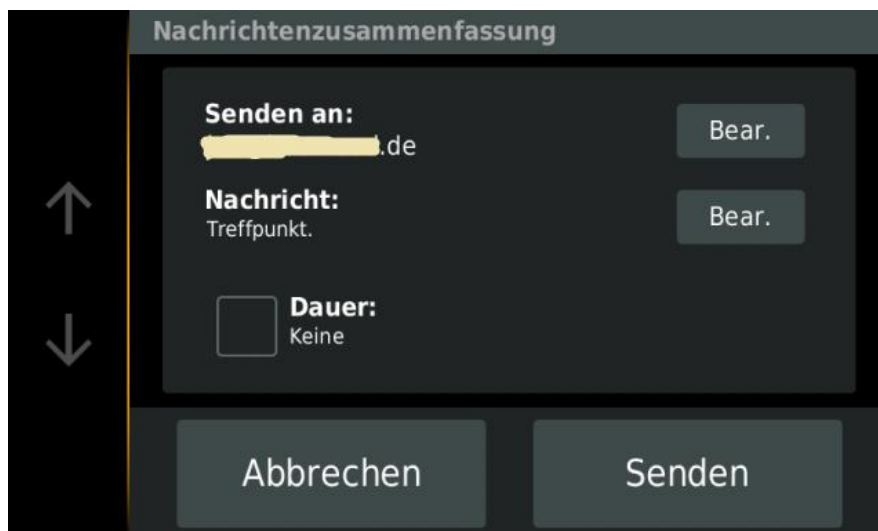 Nachrichtenzusammenfassung
Senden an:
.de
Bear.
Nachricht:
Treffpunkt.
Bear.
Dauer:
Keine
Abbrechen
Senden